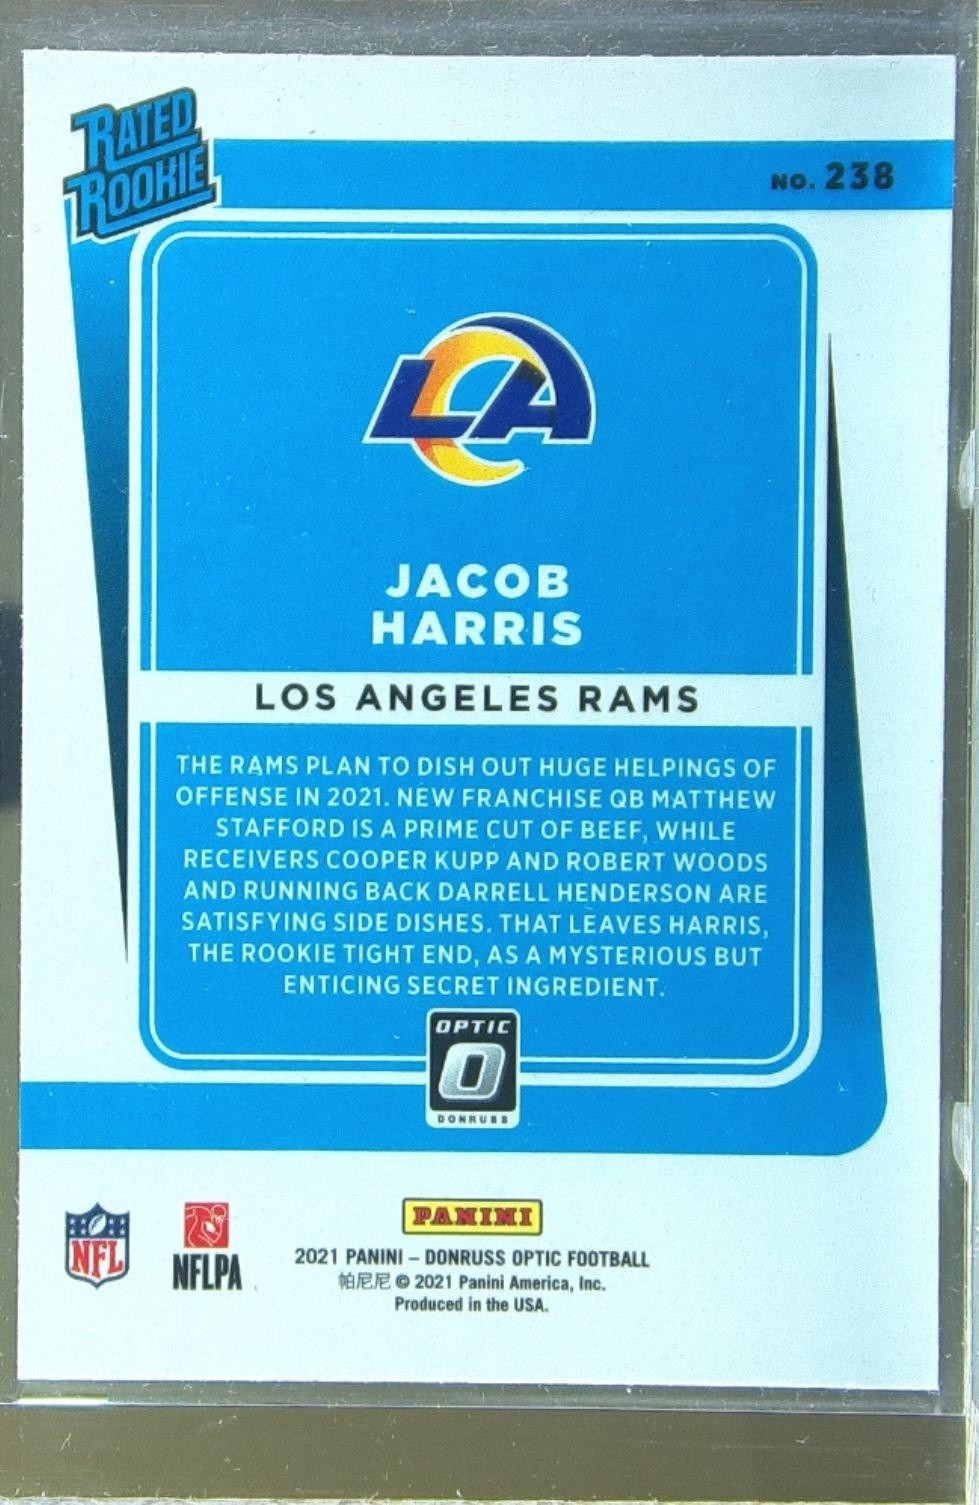 RATED
ROOKIE
NO. 238
LA
JACOB
HARRIS
LOS ANGELES RAMS
THE RAMS PLAN TO DISH OUT HUGE HELPINGS OF
OFFENSE IN 2021. NEW FRANCHISE QB MATTHEW
STAFFORD IS A PRIME CUT OF BEEF, WHILE
RECEIVERS COOPER KUPP AND ROBERT WOODS
AND RUNNING BACK DARRELL HENDERSON ARE
SATISFYING SIDE DISHES. THAT LEAVES HARRIS,
THE ROOKIE TIGHT END, AS A MYSTERIOUS BUT
ENTICING SECRET INGREDIENT.
OPTIC
O
DONRUSS
NFL
NFLPA
PANINI
2021 PANINI – DONRUSS OPTIC FOOTBALL
帕尼尼 © 2021 Panini America, Inc.
Produced in the USA.